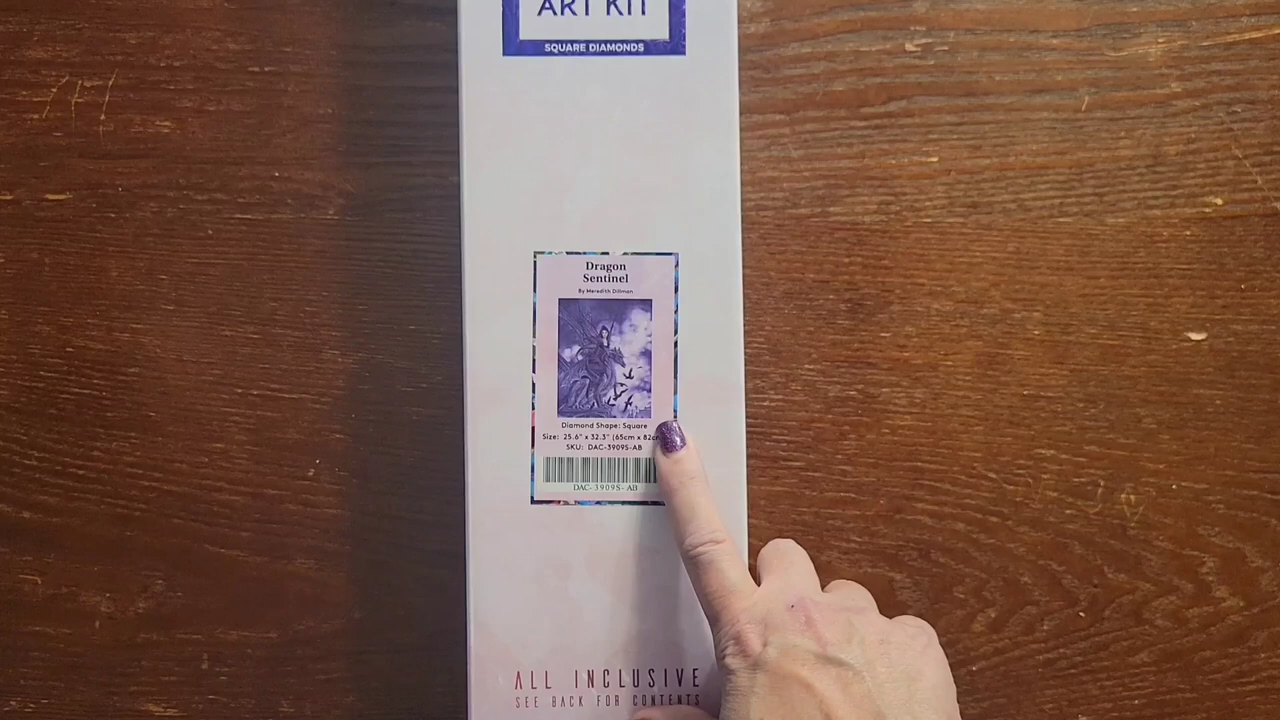 ART KIT
SQUARE DIAMONDS
Dragon
Sentinel
By Meredith Dillman
Diamond Shape: Square
Size: 25.6" x 32.3" (65cm x 82c
SKU: DAC-3909S-AB
DAC-3909S-AB
ALL INCLUSIVE
SEE BACK FOR CONTENTS